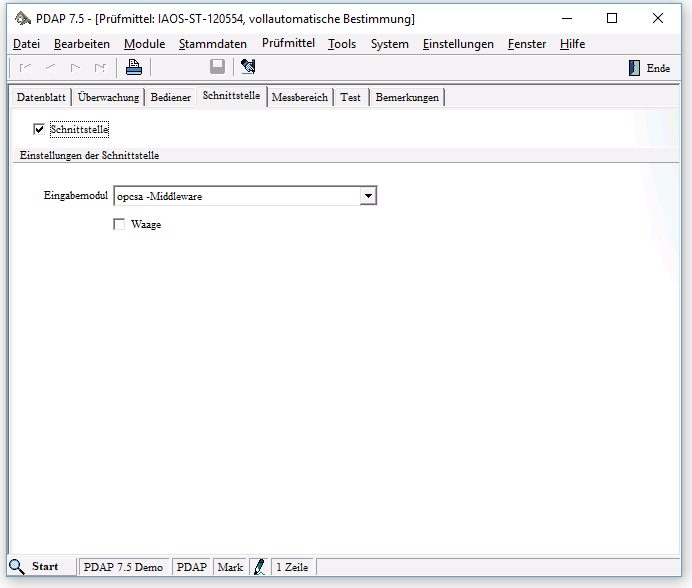 PDAP 7.5 - [Prüfmittel: IAOS-ST-120554, vollautomatische Bestimmung]
Datei Bearbeiten Module Stammdaten Prüfmittel Tools System Einstellungen Fenster Hilfe
Ende
Datenblatt Überwachung Bediener Schnittstelle Messbereich Test Bemerkungen
Schnittstelle
Einstellungen der Schnittstelle
Eingabemodul opcsa -Middleware
Waage
Start PDAP 7.5 Demo PDAP Mark 1 Zeile